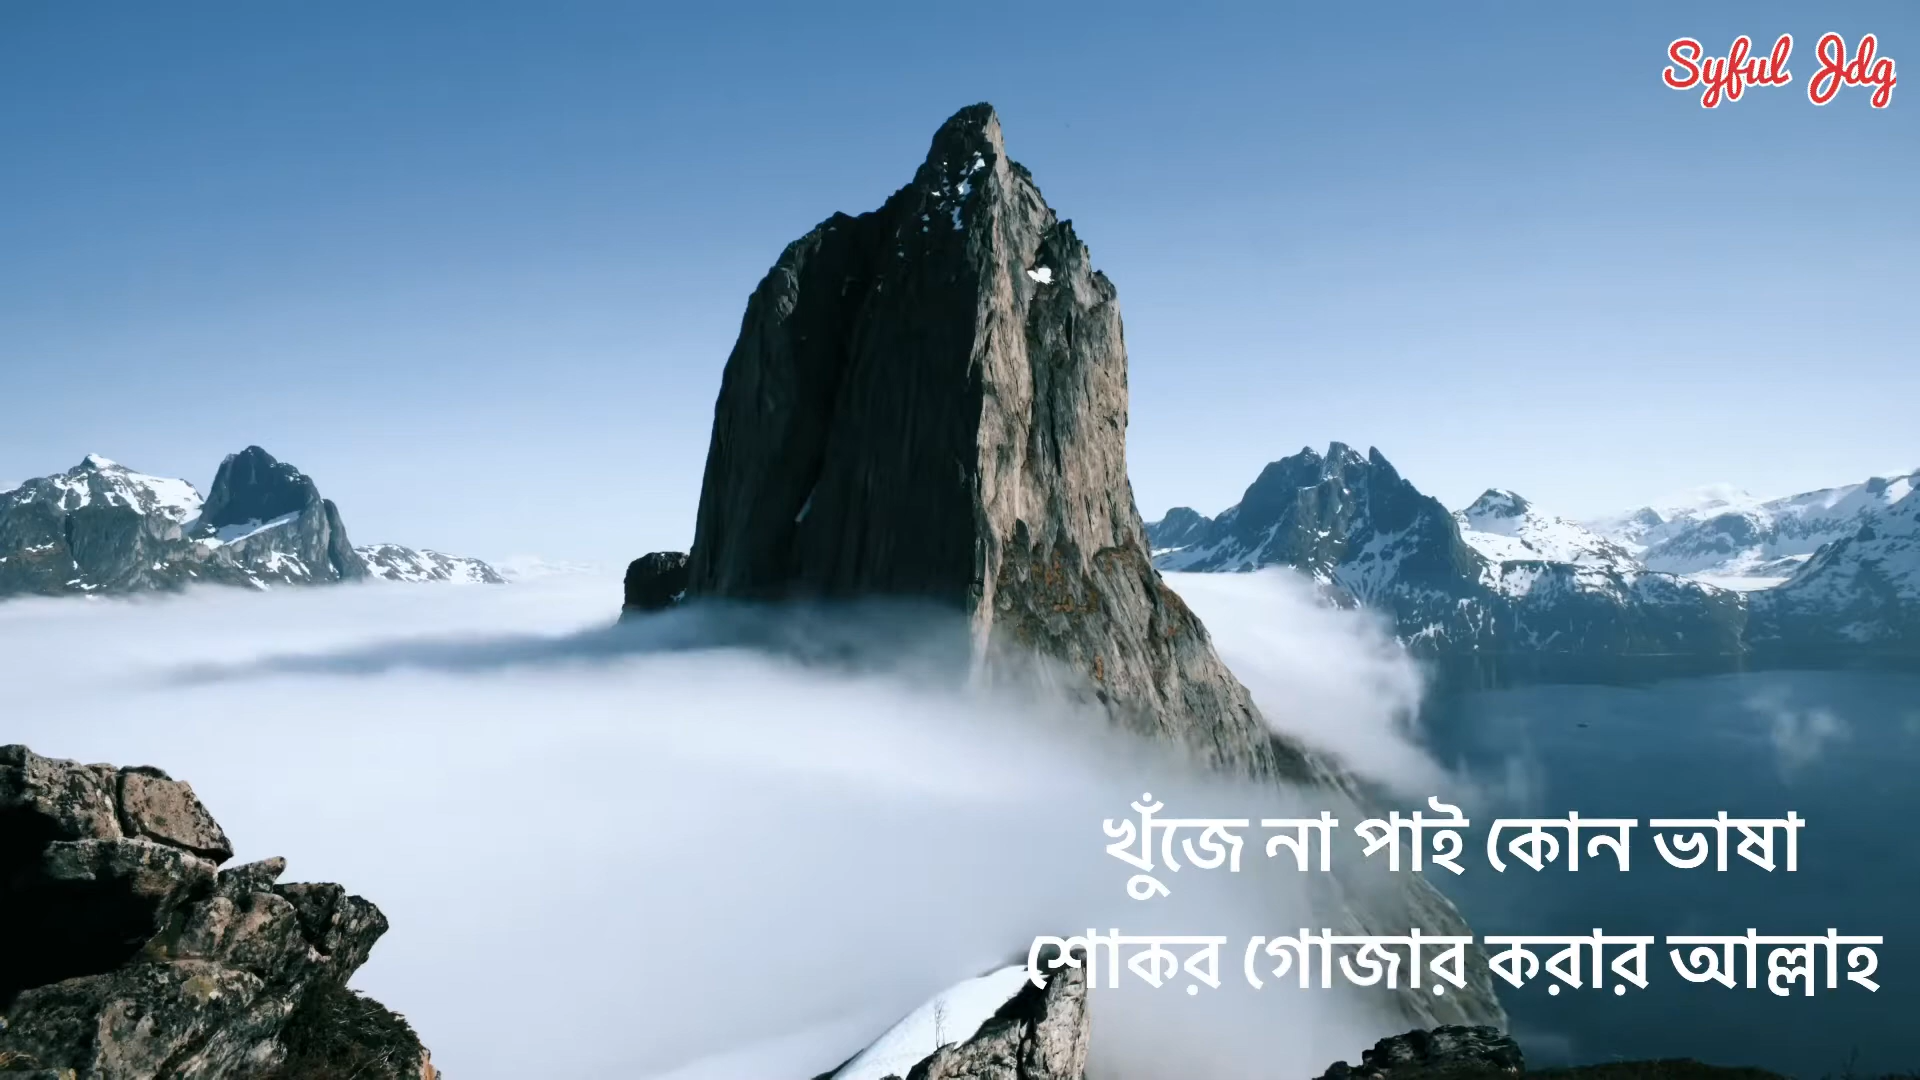 Syful Jdg
খুঁজে না পাই কোন ভাষা
শোকর গোজার করার আল্লাহ